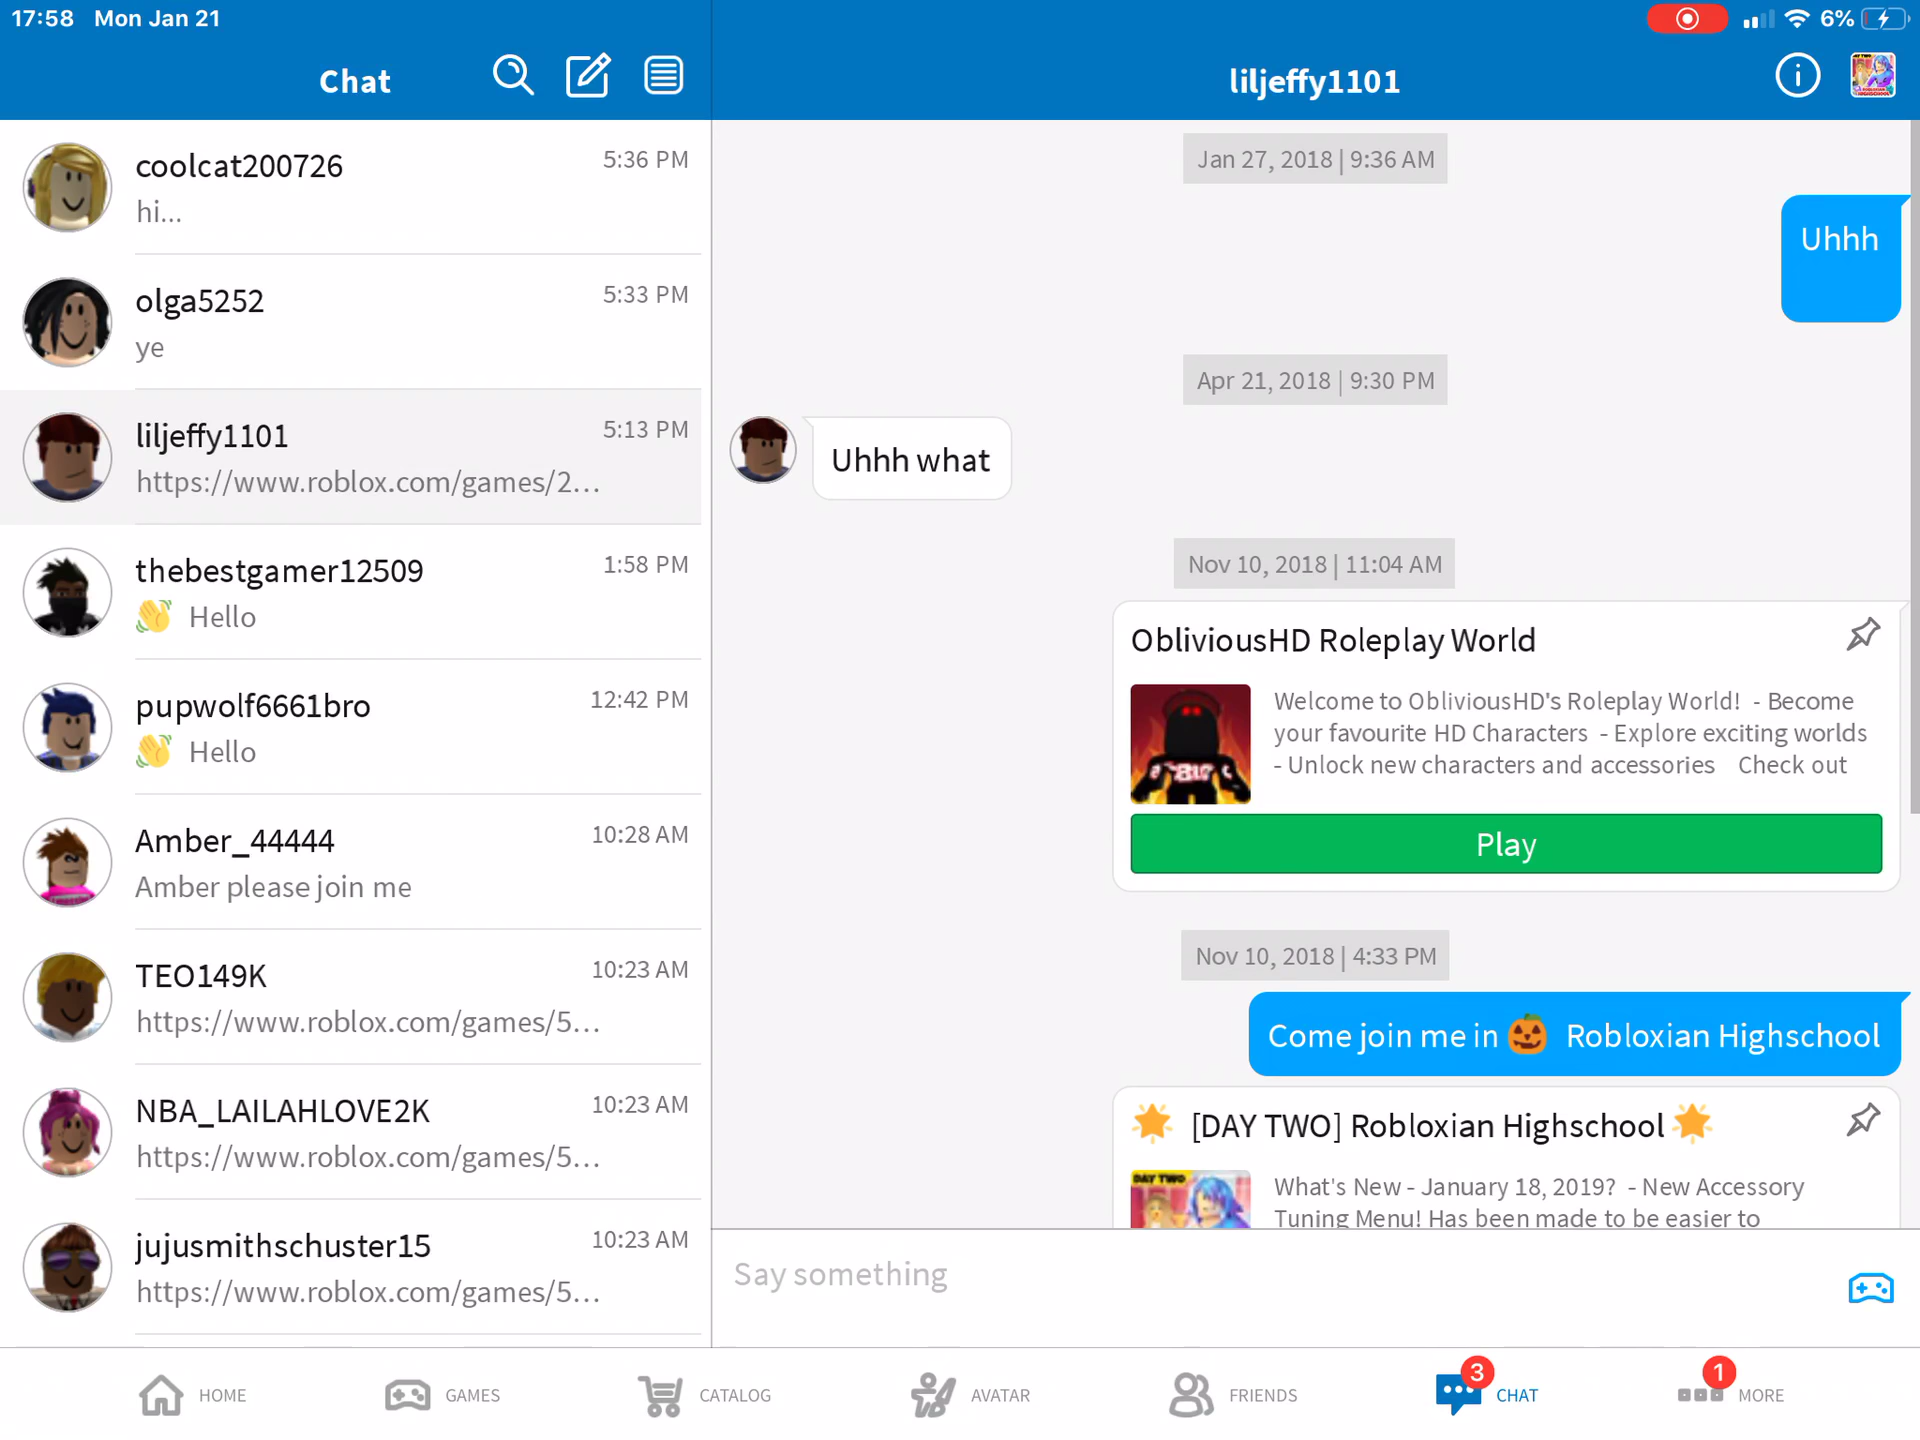 17:58 Mon Jan 21
6%
Chat
coolcat200726 5:36 PM
hi...
olga5252 5:33 PM
ye
liljeffy1101 5:13 PM
https://www.roblox.com/games/2...
thebestgamer12509 1:58 PM
👋 Hello
pupwolf6661bro 12:42 PM
👋 Hello
Amber_44444 10:28 AM
Amber please join me
TEO149K 10:23 AM
https://www.roblox.com/games/5...
NBA_LAILAHLOVE2K 10:23 AM
https://www.roblox.com/games/5...
jujusmithschuster15 10:23 AM
https://www.roblox.com/games/5...
liljeffy1101
Jan 27, 2018 | 9:36 AM
Uhhh
Apr 21, 2018 | 9:30 PM
Uhhh what
Nov 10, 2018 | 11:04 AM
ObliviousHD Roleplay World
Welcome to ObliviousHD's Roleplay World! - Become
your favourite HD Characters - Explore exciting worlds
- Unlock new characters and accessories Check out
Play
Nov 10, 2018 | 4:33 PM
Come join me in 🎃 Robloxian Highschool
🌟 [DAY TWO] Robloxian Highschool 🌟
DAY TWO
What's New - January 18, 2019? - New Accessory
Tuning Menu! Has been made to be easier to
Say something
HOME GAMES CATALOG AVATAR FRIENDS 3 CHAT 1 MORE